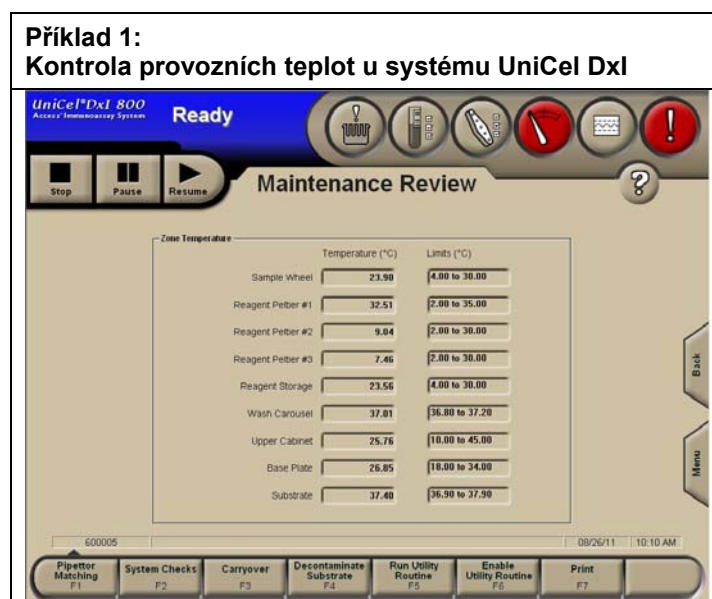 Příklad 1:
Kontrola provozních teplot u systému UniCel DxI
UniCel®DxI 800
Access® Immunoassay System
Ready
Stop
Pause
Resume
Maintenance Review
?
Zone Temperature
Temperature (°C) Limits (°C)
Sample Wheel 23.90 4.00 to 30.00
Reagent Peltier #1 32.51 2.00 to 35.00
Reagent Peltier #2 9.04 2.00 to 30.00
Reagent Peltier #3 7.46 2.00 to 30.00
Reagent Storage 23.56 4.00 to 30.00
Wash Carousel 37.01 36.80 to 37.20
Upper Cabinet 25.76 10.00 to 45.00
Base Plate 26.85 18.00 to 34.00
Substrate 37.40 36.90 to 37.90
Back
Menu
600005 08/26/11 10:10 AM
Pipettor
Matching
F1
System Checks
F2
Carryover
F3
Decontaminate
Substrate
F4
Run Utility
Routine
F5
Enable
Utility Routine
F6
Print
F7